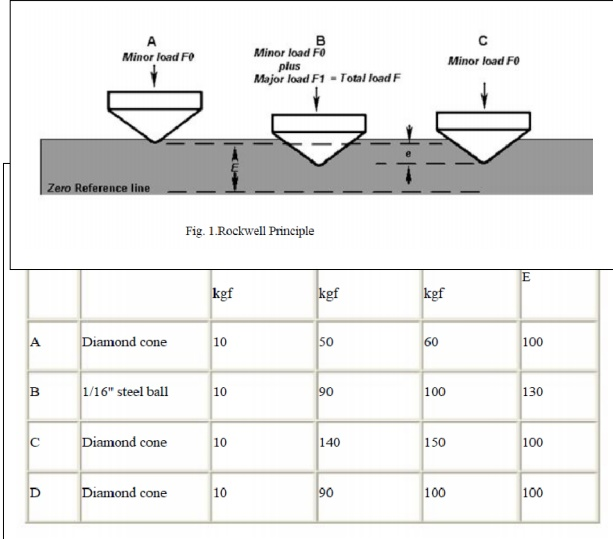 A
B
C
Minor load F0
Minor load F0
plus
Major load F1 = Total load F
Minor load F0
E
e
Zero Reference line
Fig. 1.Rockwell Principle
kgf kgf kgf E
A Diamond cone 10 50 60 100
B 1/16" steel ball 10 90 100 130
C Diamond cone 10 140 150 100
D Diamond cone 10 90 100 100